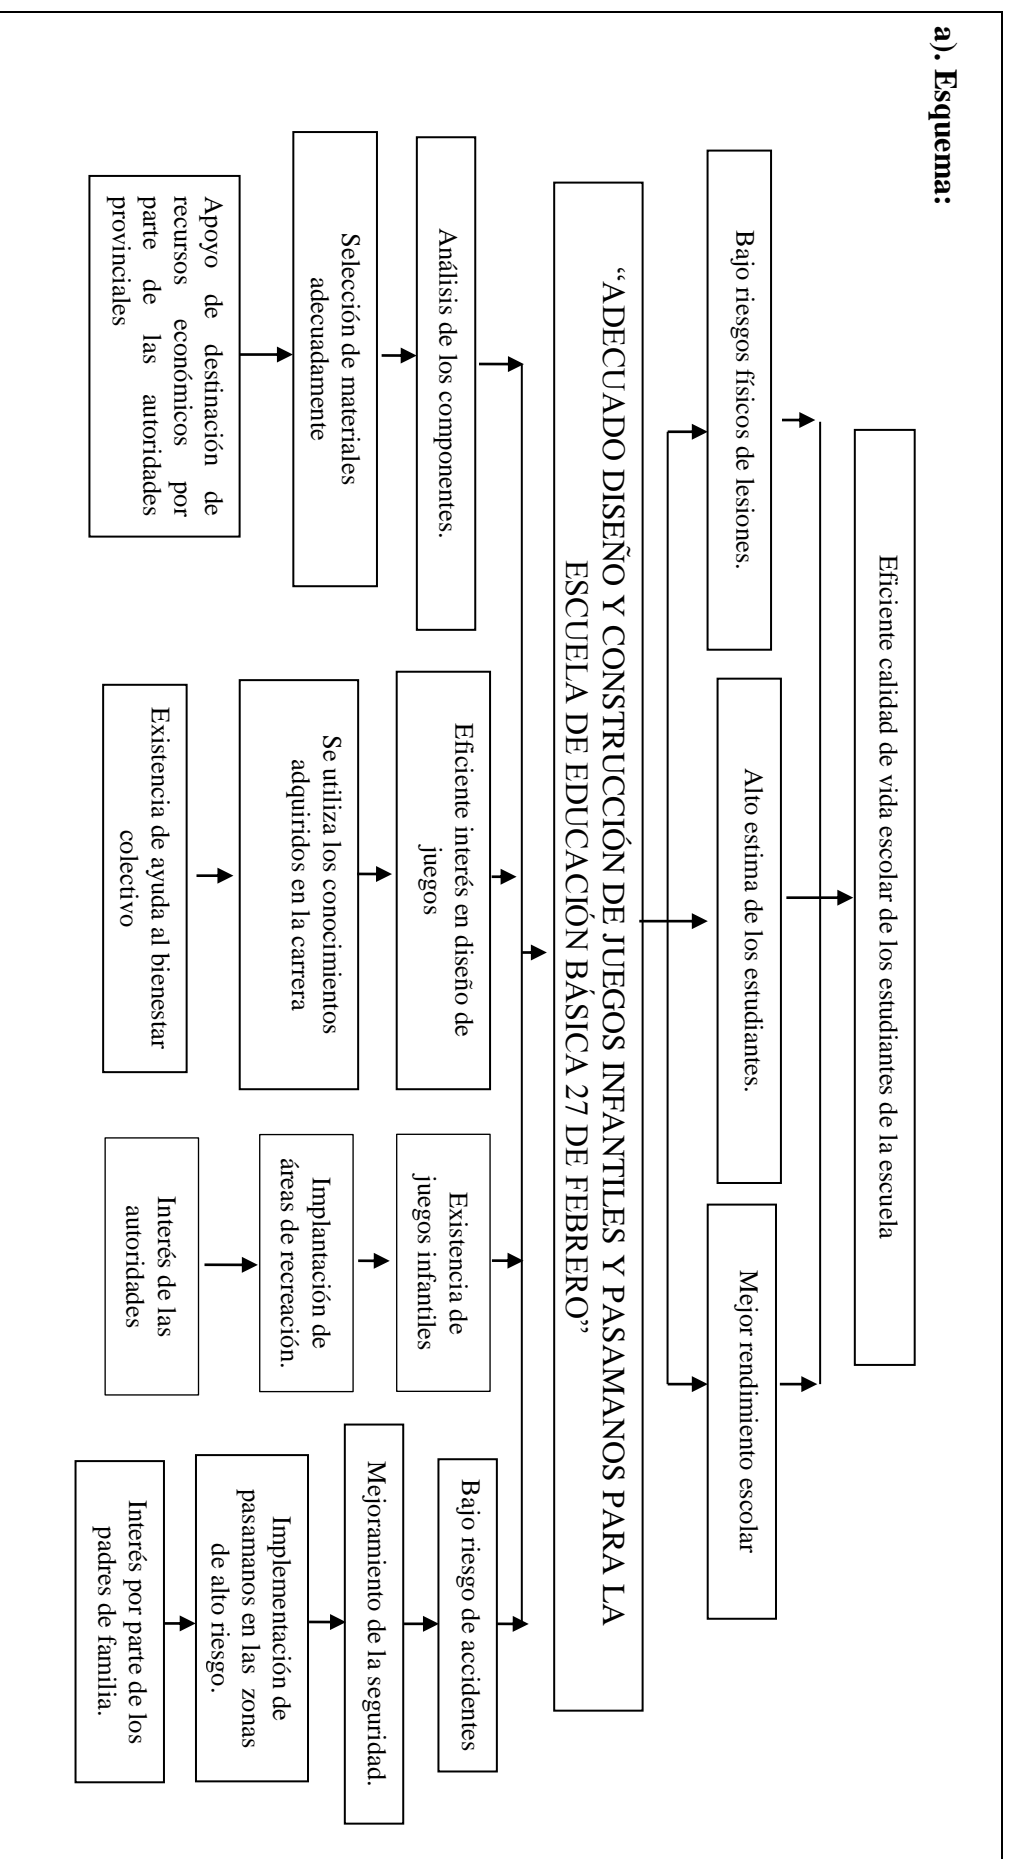 a). Esquema:
Eficiente calidad de vida escolar de los estudiantes de la escuela
Bajo riesgos físicos de lesiones.
Alto estima de los estudiantes.
Mejor rendimiento escolar
“ADECUADO DISEÑO Y CONSTRUCCIÓN DE JUEGOS INFANTILES Y PASAMANOS PARA LA
ESCUELA DE EDUCACIÓN BÁSICA 27 DE FEBRERO”
Análisis de los componentes.
Selección de materiales
adecuadamente
Apoyo de destinación de
recursos económicos por
parte de las autoridades
provinciales
Eficiente interés en diseño de
juegos
Se utiliza los conocimientos
adquiridos en la carrera
Existencia de ayuda al bienestar
colectivo
Existencia de
juegos infantiles
Implantación de
áreas de recreación.
Interés de las
autoridades
Bajo riesgo de accidentes
Mejoramiento de la seguridad.
Implementación de
pasamanos en las zonas
de alto riesgo.
Interés por parte de los
padres de familia.